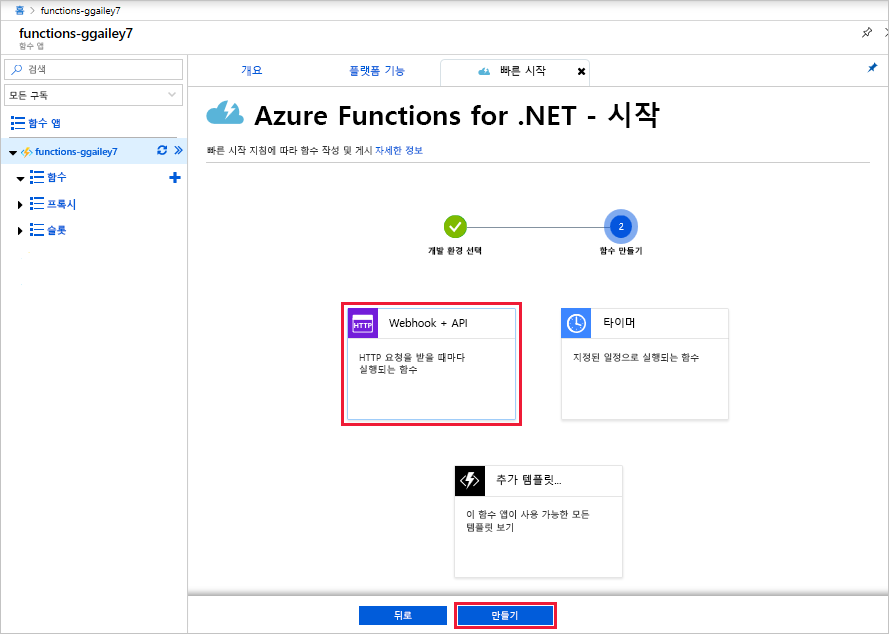 홈 > functions-ggailey7
functions-ggailey7
함수 앱
검색
모든 구독
함수 앱
functions-ggailey7
함수
프록시
슬롯
개요
플랫폼 기능
빠른 시작
Azure Functions for .NET - 시작
빠른 시작 지침에 따라 함수 작성 및 게시 자세한 정보
2
개발 환경 선택
함수 만들기
HTTP
Webhook + API
HTTP 요청을 받을 때마다
실행되는 함수
타이머
지정된 일정으로 실행되는 함수
추가 템플릿...
이 함수 앱이 사용 가능한 모든
템플릿 보기
뒤로
만들기